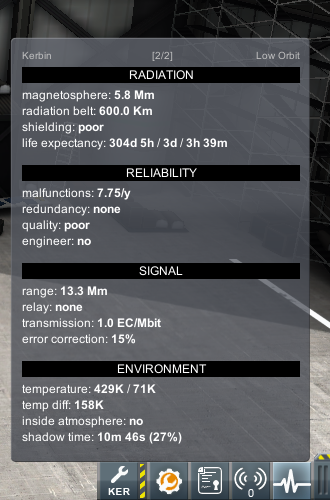 Kerbin [2/2] Low Orbit
RADIATION
magnetosphere: 5.8 Mm
radiation belt: 600.0 Km
shielding: poor
life expectancy: 304d 5h / 3d / 3h 39m
RELIABILITY
malfunctions: 7.75/y
redundancy: none
quality: poor
engineer: no
SIGNAL
range: 13.3 Mm
relay: none
transmission: 1.0 EC/Mbit
error correction: 15%
ENVIRONMENT
temperature: 429K / 71K
temp diff: 158K
inside atmosphere: no
shadow time: 10m 46s (27%)
KER
0